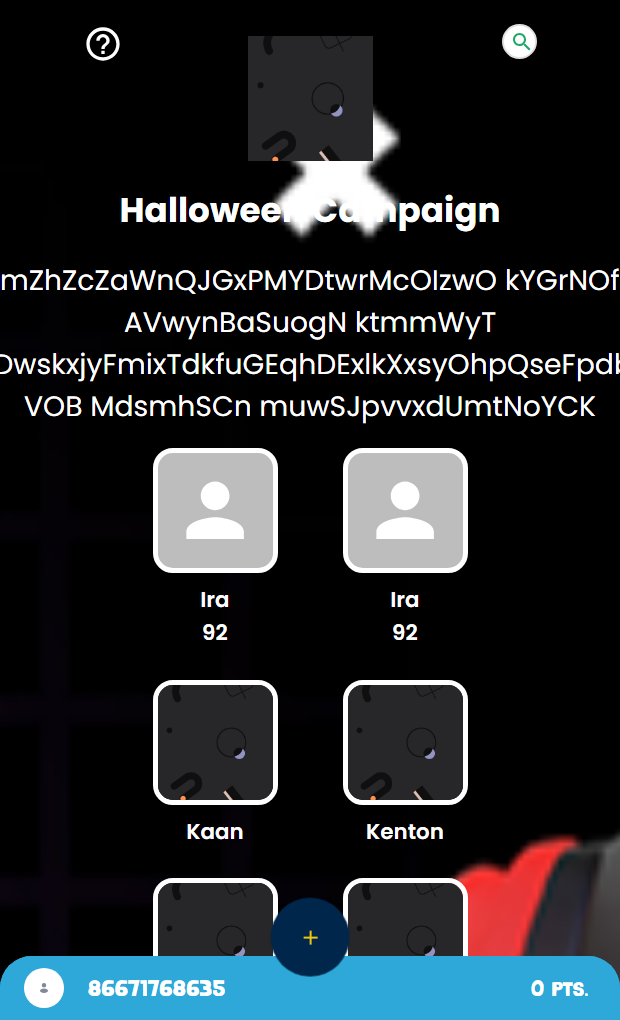 Halloween Campaign
mZhZcZaWnQJGxPMYDtwrMcOIzwO kYGrNOf
AVwynBaSuogN ktmmWyT
DwskxjyFmixTdkfuGEqhDExlkXxsyOhpQseFpdb
VOB MdsmhSCn muwSJpvvxdUmtNoYCK
Ira
Ira
92
92
Kaan
Kenton
+
86671768635
0 PTS.